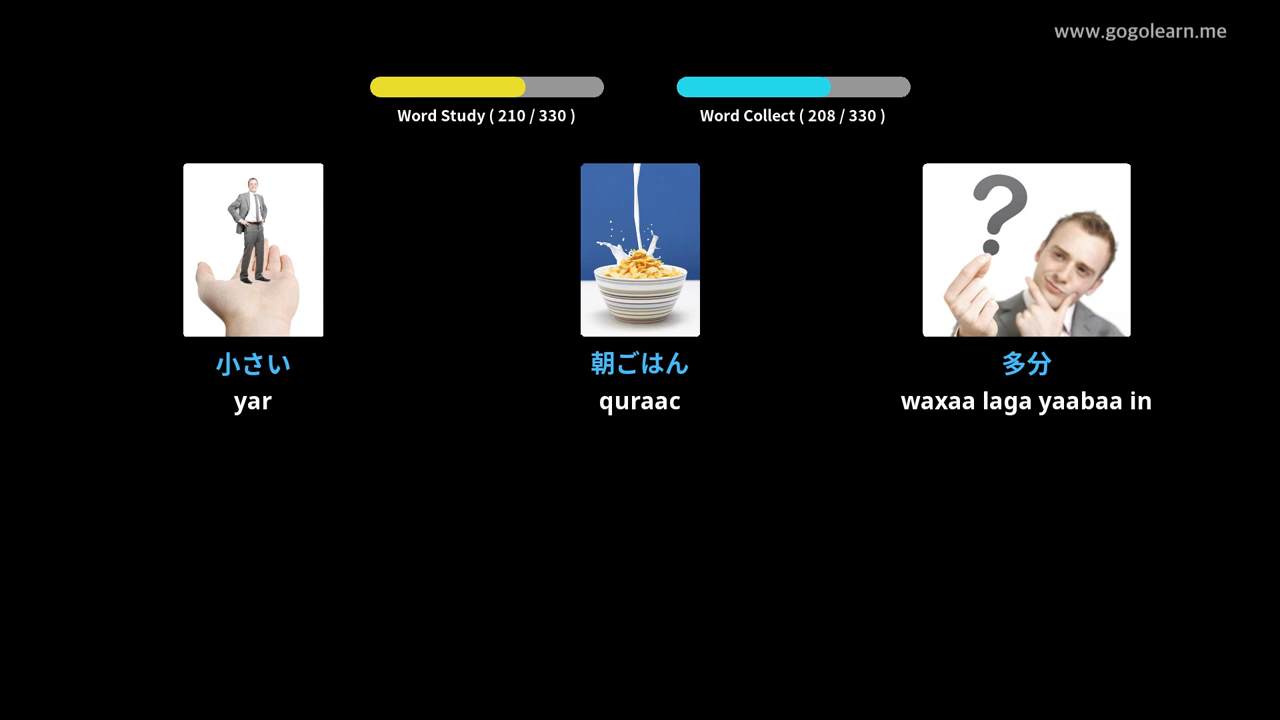 www.gogolearn.me
Word Study ( 210 / 330 )
Word Collect ( 208 / 330 )
小さい
yar
朝ごはん
quraac
多分
waxaa laga yaabaa in